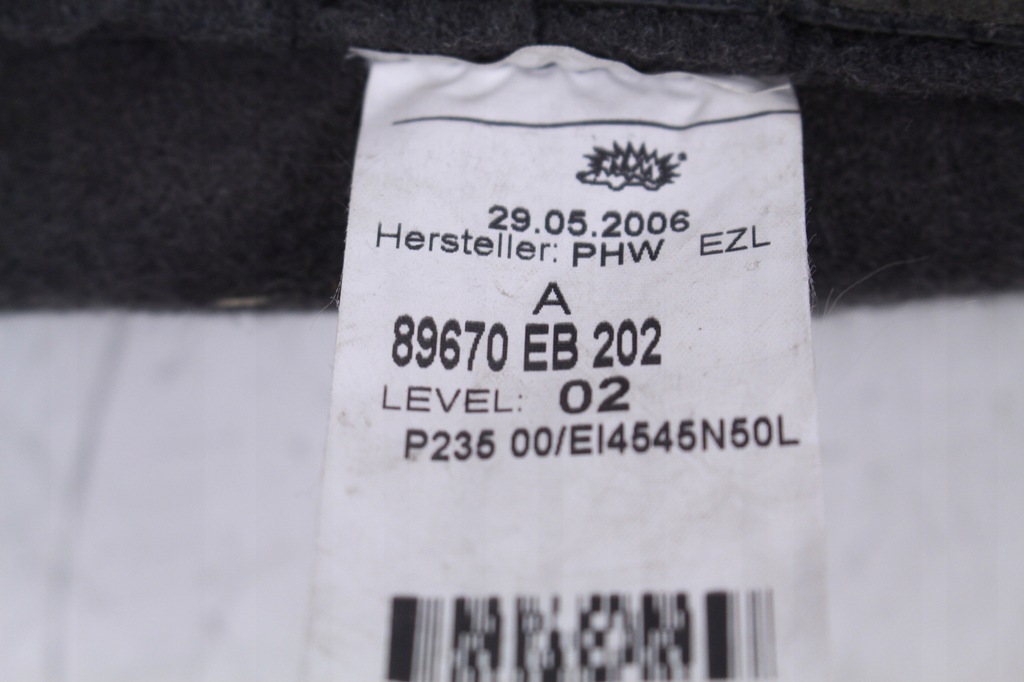 29.05.2006
Hersteller: PHW EZL
A
89670 EB 202
LEVEL: 02
P235 00/EI4545N50L